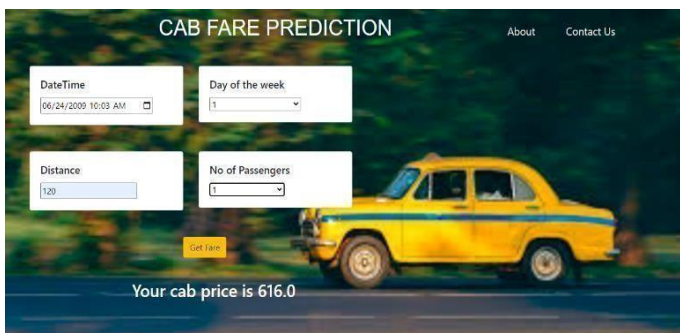 CAB FARE PREDICTION
About Contact Us
DateTime
06/24/2009 10:03 AM
Day of the week
1
Distance
120
No of Passengers
1
Get Fare
Your cab price is 616.0